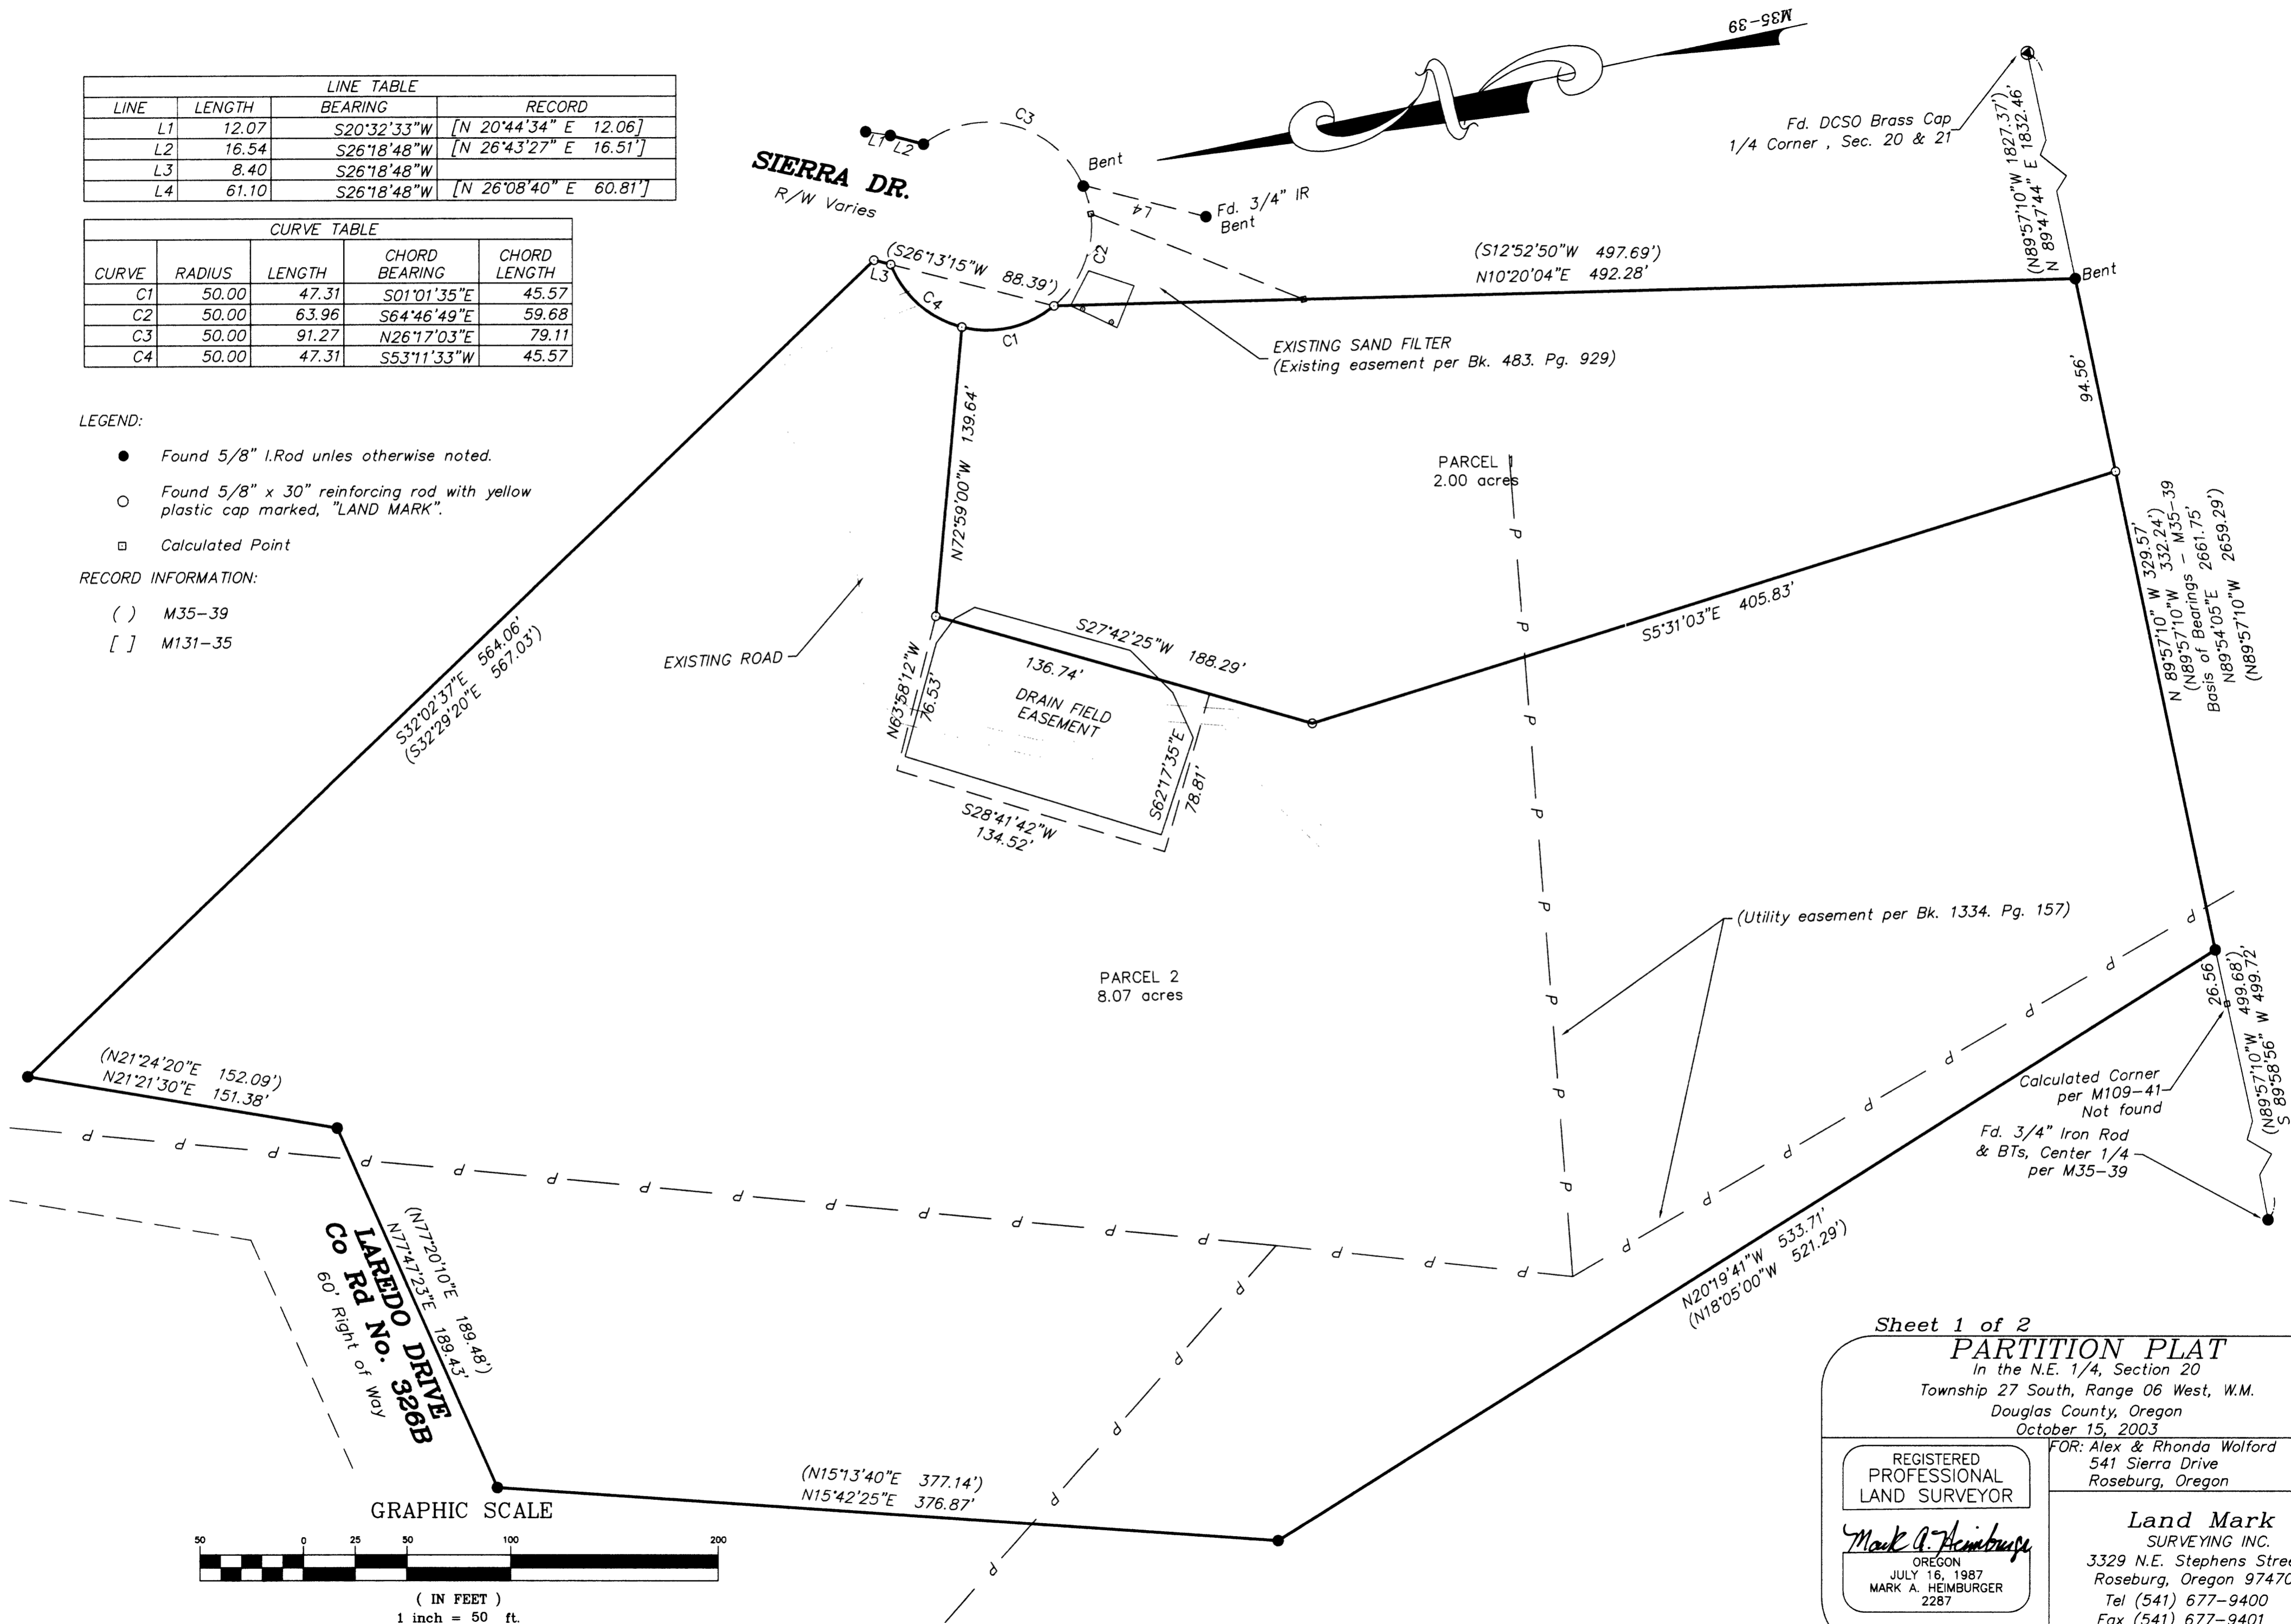 LINE TABLE
LINE LENGTH BEARING RECORD
L1 12.07 S20°32'33"W [N 20°44'34" E 12.06]
L2 16.54 S26°18'48"W [N 26°43'27" E 16.51']
L3 8.40 S26°18'48"W
L4 61.10 S26°18'48"W [N 26°08'40" E 60.81']
CURVE TABLE
CURVE RADIUS LENGTH CHORD BEARING CHORD LENGTH
C1 50.00 47.31 S01°01'35"E 45.57
C2 50.00 63.96 S64°46'49"E 59.68
C3 50.00 91.27 N26°17'03"E 79.11
C4 50.00 47.31 S53°11'33"W 45.57
LEGEND:
Found 5/8" I.Rod unles otherwise noted.
Found 5/8" x 30" reinforcing rod with yellow
plastic cap marked, "LAND MARK".
Calculated Point
RECORD INFORMATION:
( ) M35-39
[ ] M131-35
M35-39
N
L1
L2
C3
Bent
SIERRA DR.
R/W Varies
L4
Fd. 3/4" IR
Bent
C2
(S26°13'15"W 88.39')
L3
C4
C1
Fd. DCSO Brass Cap
1/4 Corner , Sec. 20 & 21
(N89°57'10"W 1827.37')
N 89°47'44" E 1832.46'
(S12°52'50"W 497.69')
N10°20'04"E 492.28'
Bent
94.56'
EXISTING SAND FILTER
(Existing easement per Bk. 483. Pg. 929)
N72°59'00"W 139.64'
PARCEL 1
2.00 acres
N 89°57'10" W 329.57'
(N89°57'10"W 332.24')
Basis of Bearings - M35-39
N89°54'05"E 2661.75'
(N89°57'10"W 2659.29')
S32°02'37"E 564.06'
(S32°29'20"E 567.03')
EXISTING ROAD
S27°42'25"W 188.29'
136.74'
DRAIN FIELD
EASEMENT
N63°58'12"W
76.53'
S28°41'42"W
134.52'
S62°17'35"E
78.81'
S5°31'03"E 405.83'
P P P P P P P P
(Utility easement per Bk. 1334. Pg. 157)
PARCEL 2
8.07 acres
26.56
(N89°57'10"W 499.68')
S 89°58'56" W 499.72'
Calculated Corner
per M109-41
Not found
Fd. 3/4" Iron Rod
& BTs, Center 1/4
per M35-39
(N21°24'20"E 152.09')
N21°21'30"E 151.38'
P P P P P P P P P P P P P P P P
P P P P P P P P
P P P P P
(N77°20'10"E 189.48')
N77°47'23"E 189.43'
LAREDO DRIVE
Co Rd No. 326B
60' Right of Way
(N15°13'40"E 377.14')
N15°42'25"E 376.87'
N20°19'41"W 533.71'
(N18°05'00"W 521.29')
GRAPHIC SCALE
50 0 25 50 100 200
( IN FEET )
1 inch = 50 ft.
Sheet 1 of 2
PARTITION PLAT
In the N.E. 1/4, Section 20
Township 27 South, Range 06 West, W.M.
Douglas County, Oregon
October 15, 2003
REGISTERED
PROFESSIONAL
LAND SURVEYOR
Mark A. Heimburger
OREGON
JULY 16, 1987
MARK A. HEIMBURGER
2287
FOR: Alex & Rhonda Wolford
541 Sierra Drive
Roseburg, Oregon
Land Mark
SURVEYING INC.
3329 N.E. Stephens Stree
Roseburg, Oregon 97470
Tel (541) 677-9400
Fax (541) 677-9401